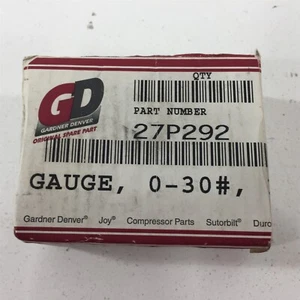 GD
GARDNER DENVER
ORIGINAL SPARE PART
QTY
PART NUMBER
27P292
GAUGE, 0-30#,
Gardner Denver® Joy® Compressor Parts Sutorbilt® Duro